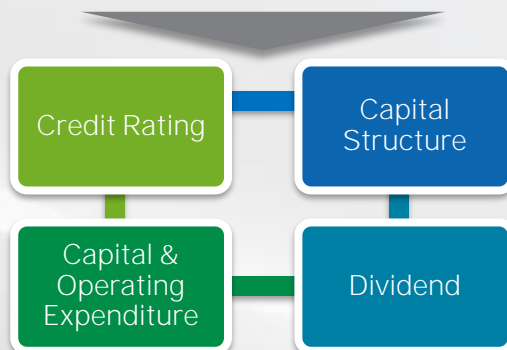 Credit Rating
Capital
Structure
Capital &
Operating
Expenditure
Dividend